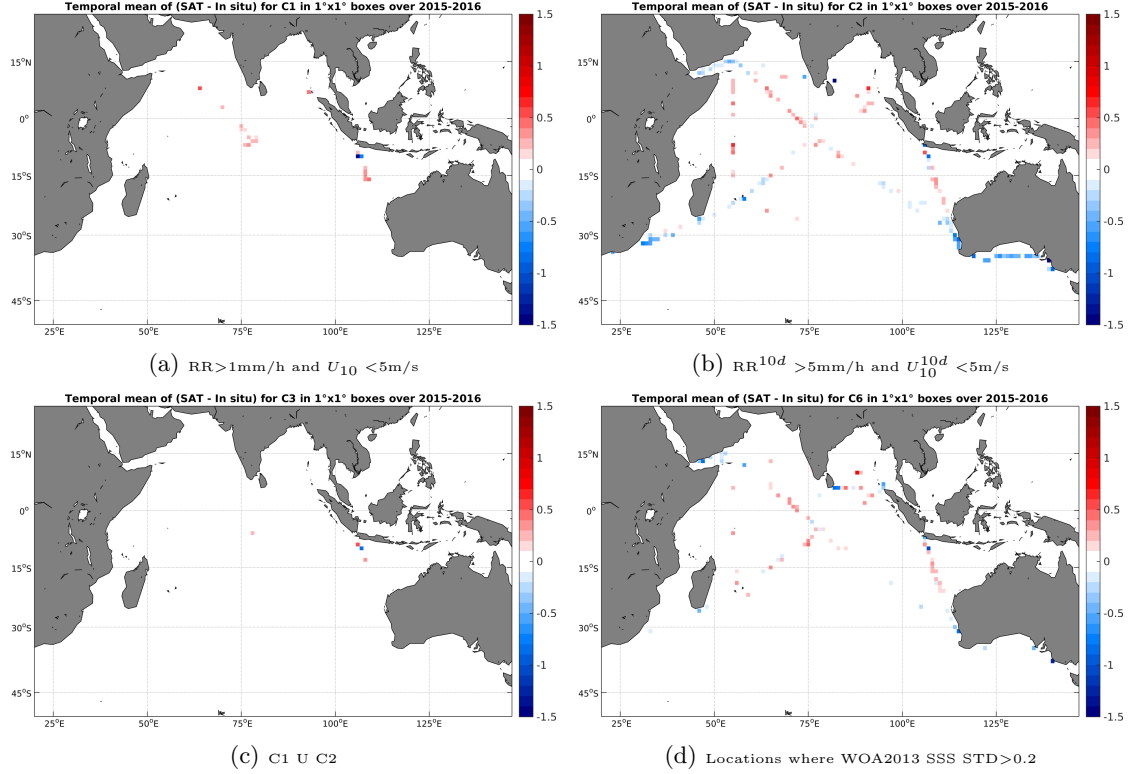 Temporal mean of (SAT - In situ) for C1 in 1°x1° boxes over 2015-2016
15°N
0°
15°S
30°S
45°S
25°E 50°E 75°E 100°E 125°E
1.5
1
0.5
0
-0.5
-1
-1.5
(a) RR>1mm/h and U10 <5m/s
Temporal mean of (SAT - In situ) for C2 in 1°x1° boxes over 2015-2016
15°N
0°
15°S
30°S
45°S
25°E 50°E 75°E 100°E 125°E
1.5
1
0.5
0
-0.5
-1
-1.5
(b) RR10d >5mm/h and U10d10 <5m/s
Temporal mean of (SAT - In situ) for C3 in 1°x1° boxes over 2015-2016
15°N
0°
15°S
30°S
45°S
25°E 50°E 75°E 100°E 125°E
1.5
1
0.5
0
-0.5
-1
-1.5
(c) C1 U C2
Temporal mean of (SAT - In situ) for C6 in 1°x1° boxes over 2015-2016
15°N
0°
15°S
30°S
45°S
25°E 50°E 75°E 100°E 125°E
1.5
1
0.5
0
-0.5
-1
-1.5
(d) Locations where WOA2013 SSS STD>0.2